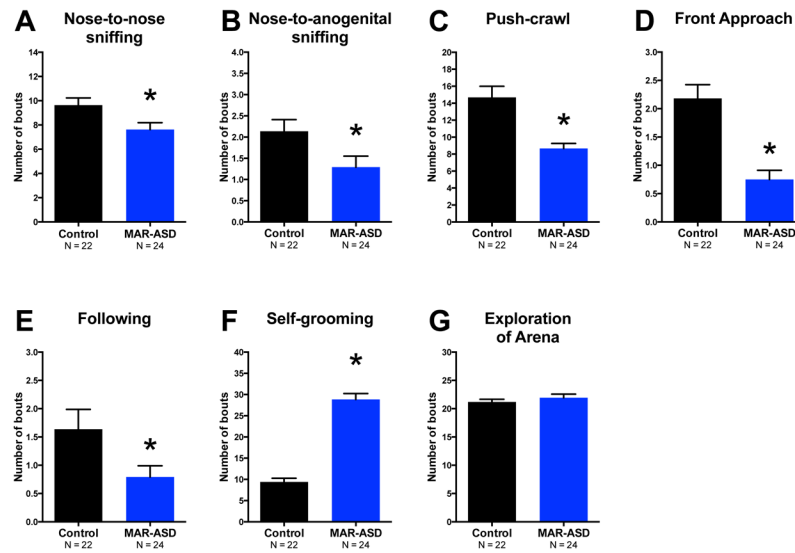 A
Nose-to-nose
sniffing
Number of bouts
14
12
10
8
6
4
2
0
*
Control
N = 22
MAR-ASD
N = 24
B
Nose-to-anogenital
sniffing
Number of bouts
4.0
3.5
3.0
2.5
2.0
1.5
1.0
0.5
0.0
*
Control
N = 22
MAR-ASD
N = 24
C
Push-crawl
Number of bouts
20
18
16
14
12
10
8
6
4
2
0
*
Control
N = 22
MAR-ASD
N = 24
D
Front Approach
Number of bouts
3.0
2.5
2.0
1.5
1.0
0.5
0.0
*
Control
N = 22
MAR-ASD
N = 24
E
Following
Number of bouts
3.0
2.5
2.0
1.5
1.0
0.5
0.0
*
Control
N = 22
MAR-ASD
N = 24
F
Self-grooming
Number of bouts
40
35
30
25
20
15
10
5
0
*
Control
N = 22
MAR-ASD
N = 24
G
Exploration
of Arena
Number of bouts
30
25
20
15
10
5
0
Control
N = 22
MAR-ASD
N = 24